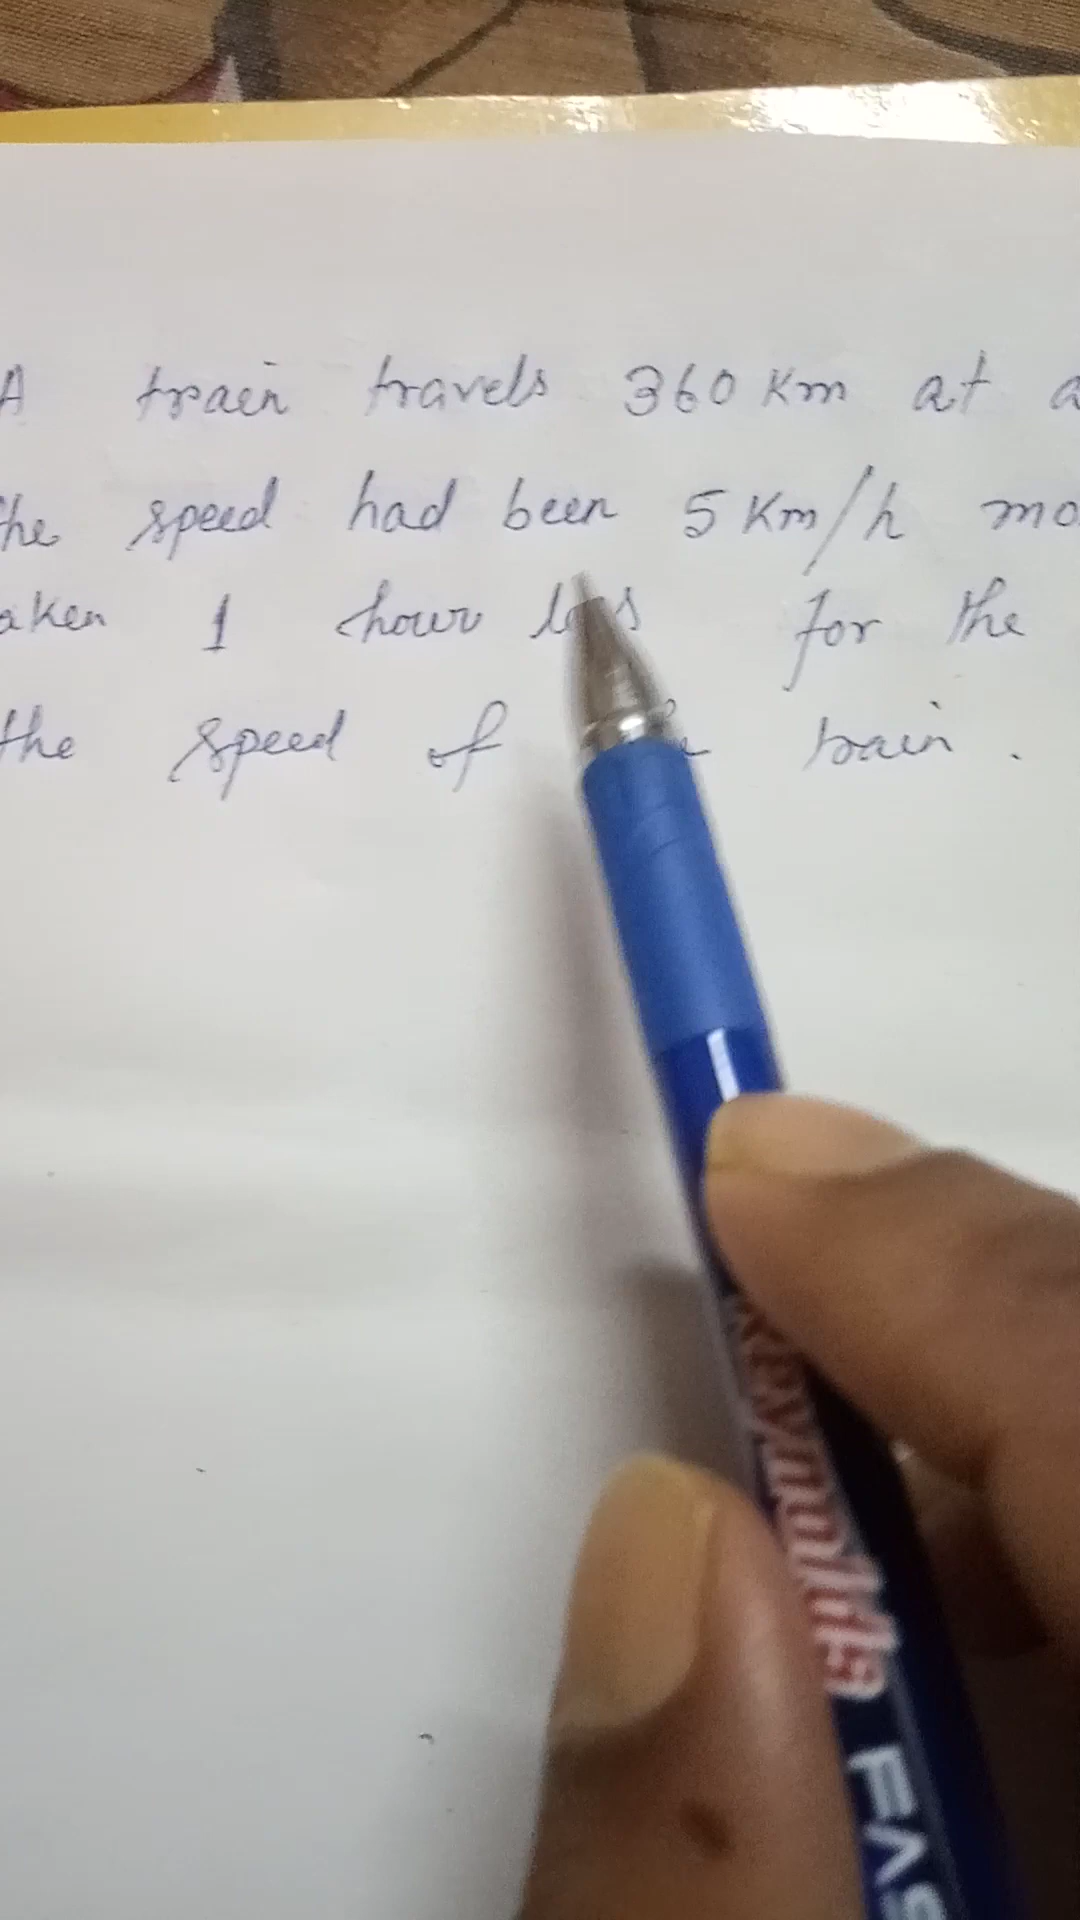 A train travels 360 Km at a
the speed had been 5 Km/h mo
aken 1 hour less for the
the speed of train.
Reynolds FAS